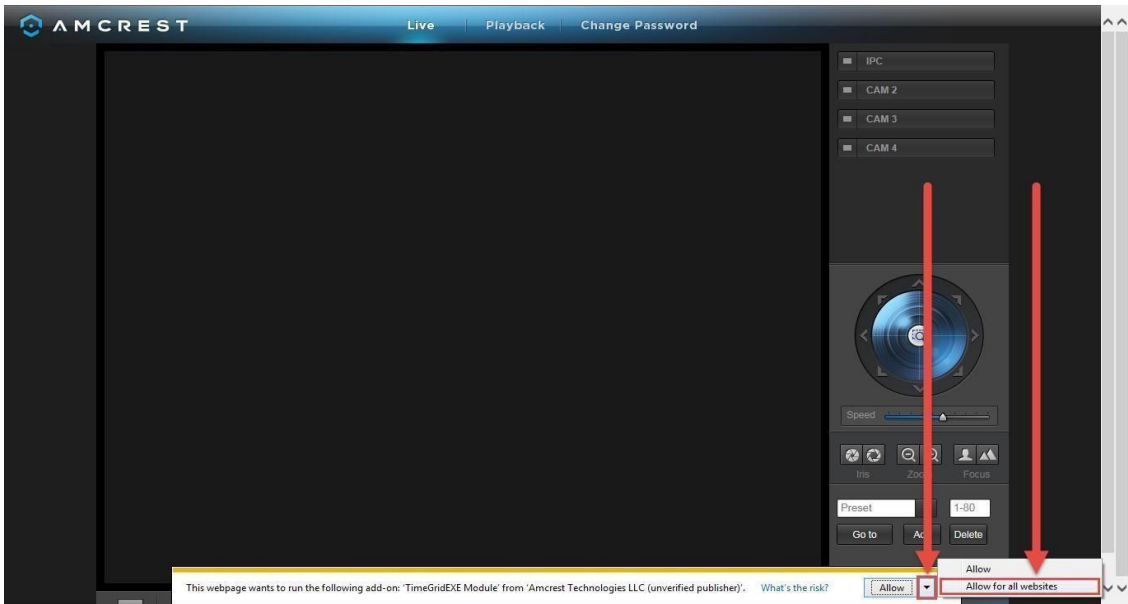 AMCREST
Live Playback Change Password
IPC
CAM 2
CAM 3
CAM 4
Speed
Iris Zoom Focus
Preset 1-80
Go to Add Delete
Allow
This webpage wants to run the following add-on: 'TimeGridEXE Module' from 'Amcrest Technologies LLC (unverified publisher)'. What's the risk? Allow
Allow for all websites